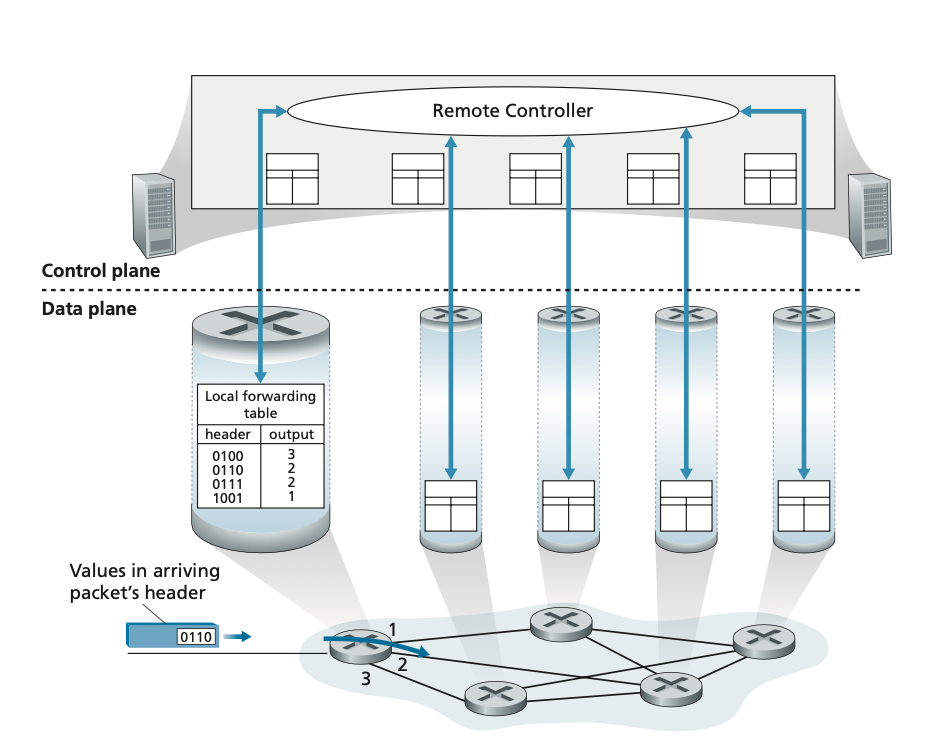 Remote Controller
Control plane
Data plane
Local forwarding
table
header output
0100 3
0110 2
0111 2
1001 1
Values in arriving
packet's header
0110
1
2
3